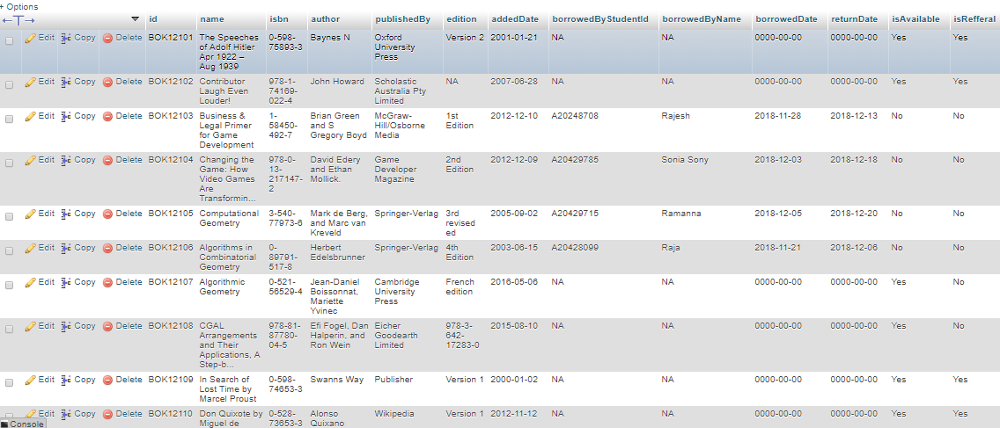 + Options
←T→ id name isbn author publishedBy edition addedDate borrowedByStudentId borrowedByName borrowedDate returnDate isAvailable isRefferal
Edit Copy Delete BOK12101 The Speeches 0-598- Baynes N Oxford Version 2 2001-01-21 NA NA 0000-00-00 0000-00-00 Yes Yes
of Adolf Hitler 75893-3 University
Apr 1922 – Press
Aug 1939
Edit Copy Delete BOK12102 Contributor 978-1- John Howard Scholastic NA 2007-06-28 NA NA 0000-00-00 0000-00-00 Yes Yes
Laugh Even 74169- Australia Pty
Louder! 022-4 Limited
Edit Copy Delete BOK12103 Business & 1- Brian Green McGraw- 1st 2012-12-10 A20248708 Rajesh 2018-11-28 2018-12-13 No No
Legal Primer 58450- and S Hill/Osborne Edition
for Game 492-7 Gregory Boyd Media
Development
Edit Copy Delete BOK12104 Changing the 978-0- David Edery Game 2nd 2012-12-09 A20429785 Sonia Sony 2018-12-03 2018-12-18 No No
Game: How 13- and Ethan Developer Edition
Video Games 217147- Mollick. Magazine
Are 2
Transformin...
Edit Copy Delete BOK12105 Computational 3-540- Mark de Berg, Springer-Verlag 3rd 2005-09-02 A20429715 Ramanna 2018-12-05 2018-12-20 No No
Geometry 77973-6 and Marc van revised
Kreveld ed
Edit Copy Delete BOK12106 Algorithms in 0- Herbert Springer-Verlag 4th 2003-06-15 A20428099 Raja 2018-11-21 2018-12-06 No No
Combinatorial 89791- Edelsbrunner Edition
Geometry 517-8
Edit Copy Delete BOK12107 Algorithmic 0-521- Jean-Daniel Cambridge French 2016-05-06 NA NA 0000-00-00 0000-00-00 Yes No
Geometry 56529-4 Boissonnat, University edition
Mariette Press
Yvinec
Edit Copy Delete BOK12108 CGAL 978-81- Efi Fogel, Dan Eicher 978-3- 2015-08-10 NA NA 0000-00-00 0000-00-00 Yes No
Arrangements 87780- Halperin, and Goodearth 642-
and Their 04-5 Ron Wein Limited 17283-0
Applications, A
Step-b...
Edit Copy Delete BOK12109 In Search of 0-598- Swanns Way Publisher Version 1 2000-01-02 NA NA 0000-00-00 0000-00-00 Yes Yes
Lost Time by 74653-3
Marcel Proust
Edit Copy Delete BOK12110 Don Quixote by 0-528- Alonso Wikipedia Version 1 2012-11-12 NA NA 0000-00-00 0000-00-00 Yes Yes
Miguel de 73653-3 Quixano
Console